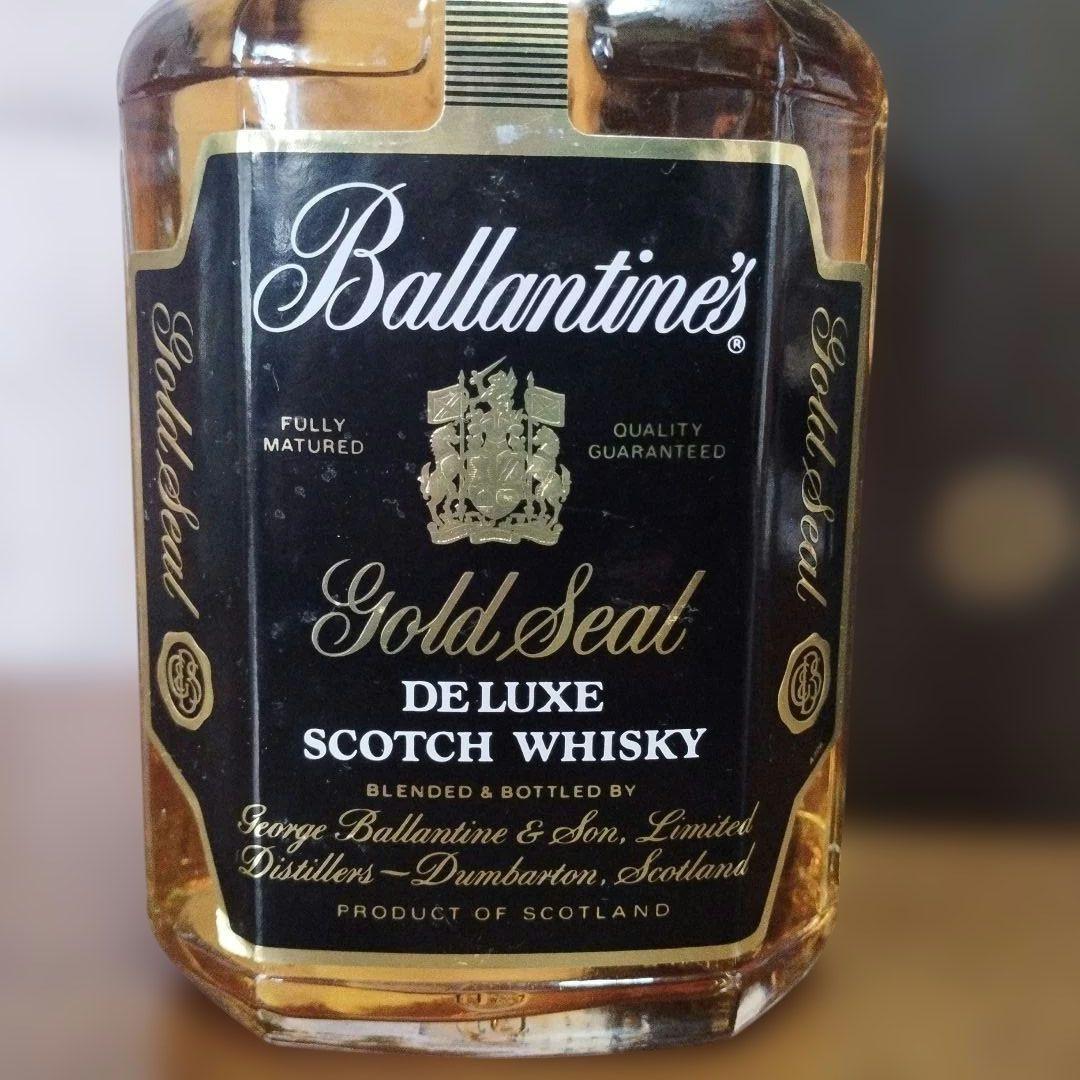 Ballantine's
®
FULLY
MATURED
QUALITY
GUARANTEED
Gold Seal
DE LUXE
SCOTCH WHISKY
BLENDED & BOTTLED BY
George Ballantine & Son, Limited
Distillers — Dumbarton, Scotland
PRODUCT OF SCOTLAND
Gold Seal
Gold Seal